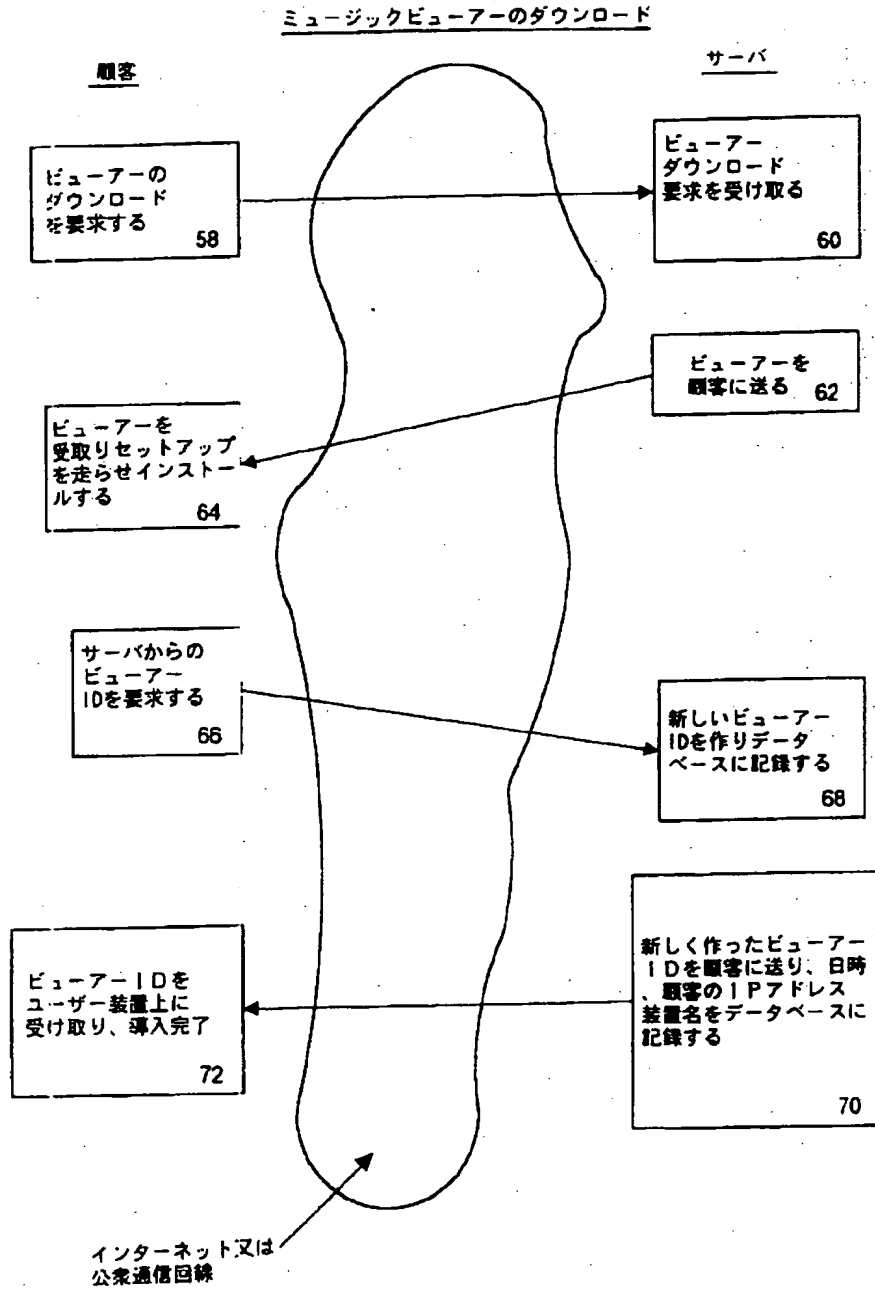 ミュージックビューアーのダウンロード
顧客
サーバ
ビューアーの
ダウンロード
を要求する
58
ビューアー
ダウンロード
要求を受け取る
60
ビューアーを
顧客に送る 62
ビューアーを
受取りセットアップ
を走らせインストー
ルする
64
サーバからの
ビューアー
IDを要求する
66
新しいビューアー
IDを作りデータ
ベースに記録する
68
新しく作ったビューアー
IDを顧客に送り、日時
、顧客のIPアドレス
装置名をデータベースに
記録する
70
ビューアーIDを
ユーザー装置上に
受け取り、導入完了
72
インターネット又は
公衆通信回線